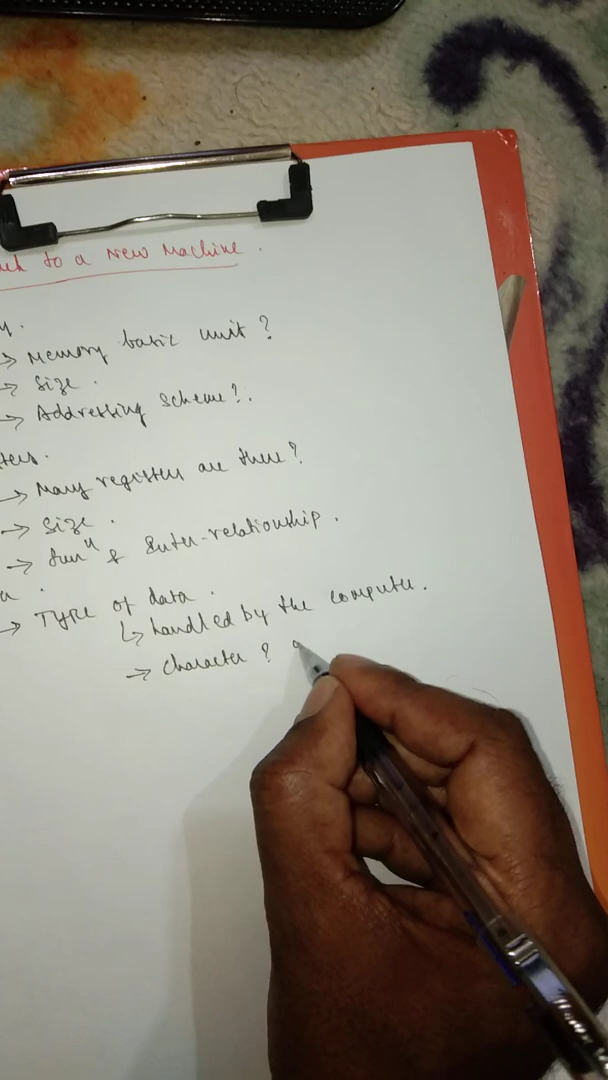 to a New Machine.
→ Memory basic unit?
→ Size.
→ Addressing scheme?.
→ Many registers are there?
→ Size.
→ funⁿ & Inter-relationship.
→ Type of data.
↳ handled by the computer.
→ character?